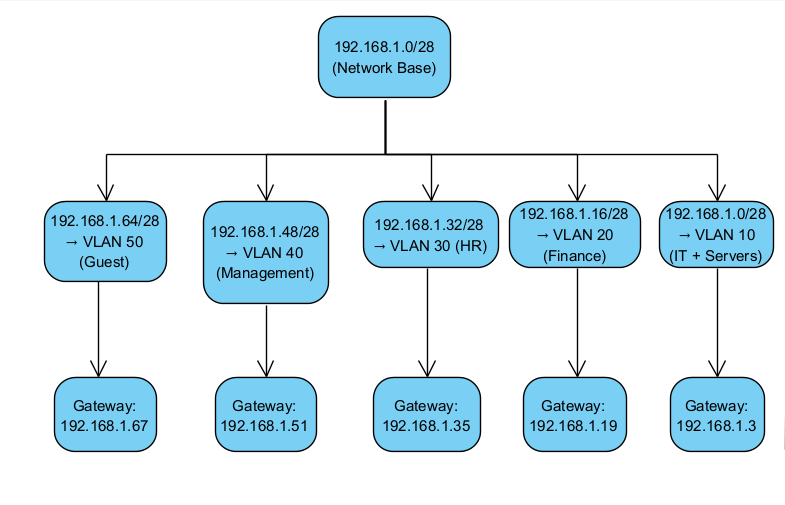 192.168.1.0/28
(Network Base)
192.168.1.64/28
→ VLAN 50
(Guest)
192.168.1.48/28
→ VLAN 40
(Management)
192.168.1.32/28
→ VLAN 30 (HR)
192.168.1.16/28
→ VLAN 20
(Finance)
192.168.1.0/28
→ VLAN 10
(IT + Servers)
Gateway:
192.168.1.67
Gateway:
192.168.1.51
Gateway:
192.168.1.35
Gateway:
192.168.1.19
Gateway:
192.168.1.3